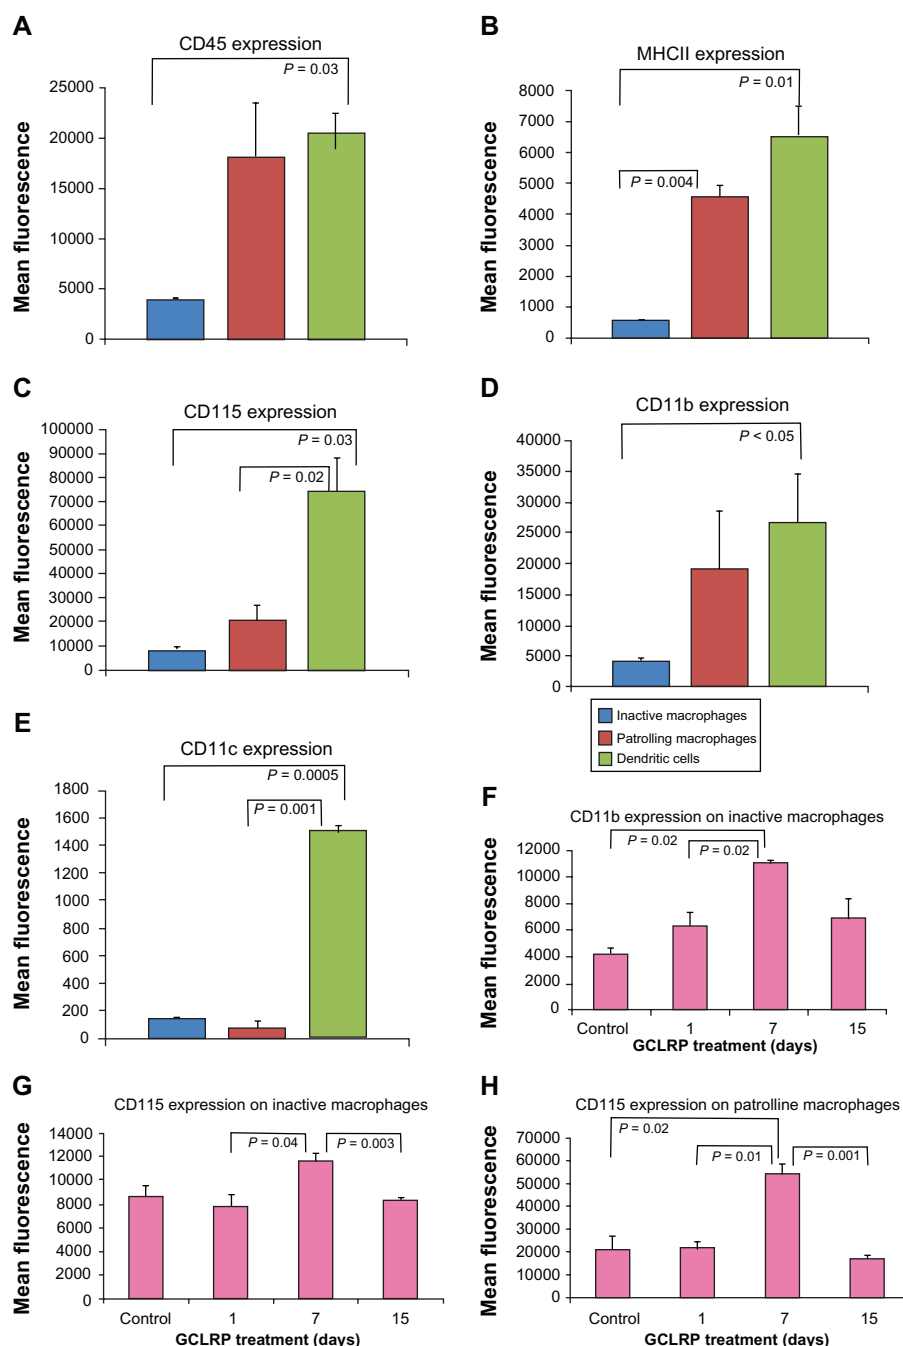 A
CD45 expression
P = 0.03
25000
20000
15000
10000
5000
0
Mean fluorescence
B
MHCII expression
P = 0.01
P = 0.004
8000
7000
6000
5000
4000
3000
2000
1000
0
Mean fluorescence
C
CD115 expression
P = 0.03
P = 0.02
100000
90000
80000
70000
60000
50000
40000
30000
20000
10000
0
Mean fluorescence
D
CD11b expression
P < 0.05
40000
35000
30000
25000
20000
15000
10000
5000
0
Mean fluorescence
Inactive macrophages
Patrolling macrophages
Dendritic cells
E
CD11c expression
P = 0.0005
P = 0.001
1800
1600
1400
1200
1000
800
600
400
200
0
Mean fluorescence
F
CD11b expression on inactive macrophages
P = 0.02
P = 0.02
12000
10000
8000
6000
4000
2000
0
Mean fluorescence
Control 1 7 15
GCLRP treatment (days)
G
CD115 expression on inactive macrophages
P = 0.04
P = 0.003
14000
12000
10000
8000
6000
4000
2000
0
Mean fluorescence
Control 1 7 15
GCLRP treatment (days)
H
CD115 expression on patrolline macrophages
P = 0.02
P = 0.01
P = 0.001
70000
60000
50000
40000
30000
20000
10000
0
Mean fluorescence
Control 1 7 15
GCLRP treatment (days)